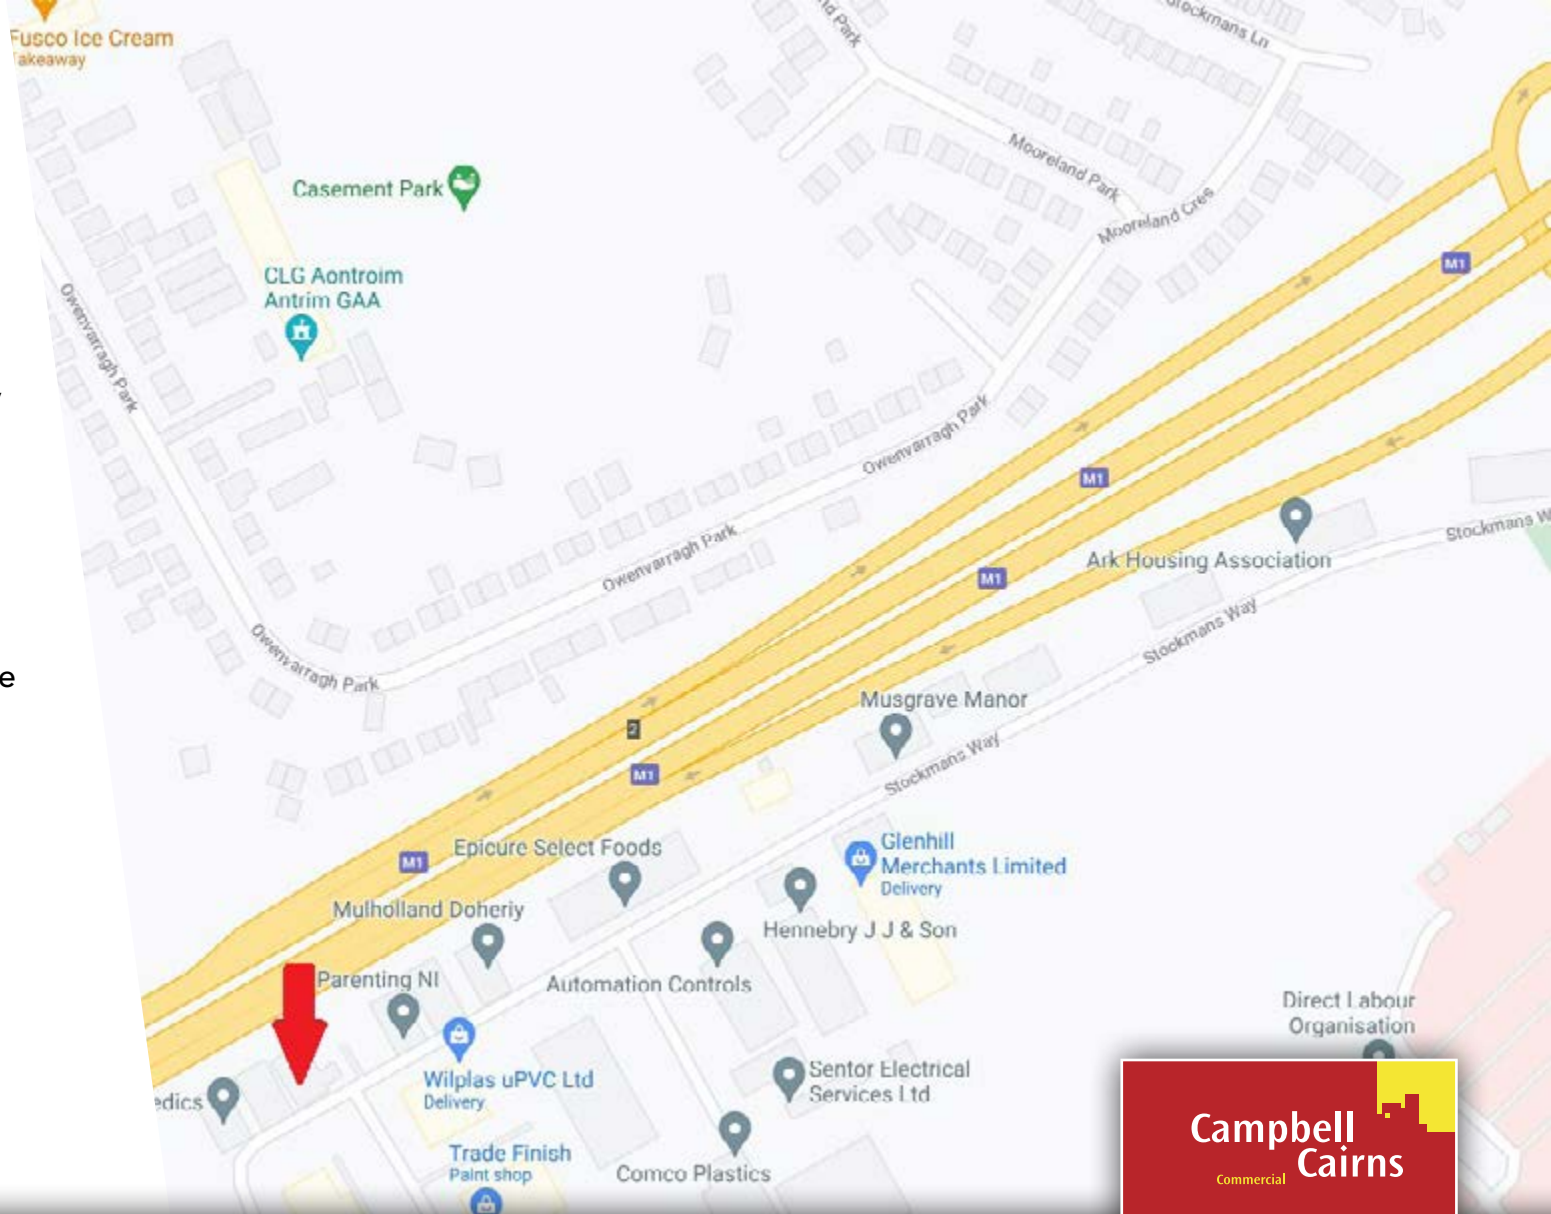 Fusco Ice Cream
Takeaway
Stockmans Ln
Casement Park
Mooreland Park
Mooreland Cres
CLG Aontroim
Antrim GAA
Owenvarragh Park
M1
Owenvarragh Park
M1
Stockmans W
Ark Housing Association
Owenvarragh Park
M1
Stockmans Way
Owenvarragh Park
e
Musgrave Manor
2
Stockmans Way
M1
Epicure Select Foods
M1
Glenhill
Merchants Limited
Delivery
Mulholland Doheriy
Hennebry J J & Son
Parenting NI
Automation Controls
Direct Labour
Organisation
Wilplas uPVC Ltd
Delivery
Sentor Electrical
Services Ltd
edics
Trade Finish
Paint shop
Comco Plastics
Campbell
Cairns
Commercial